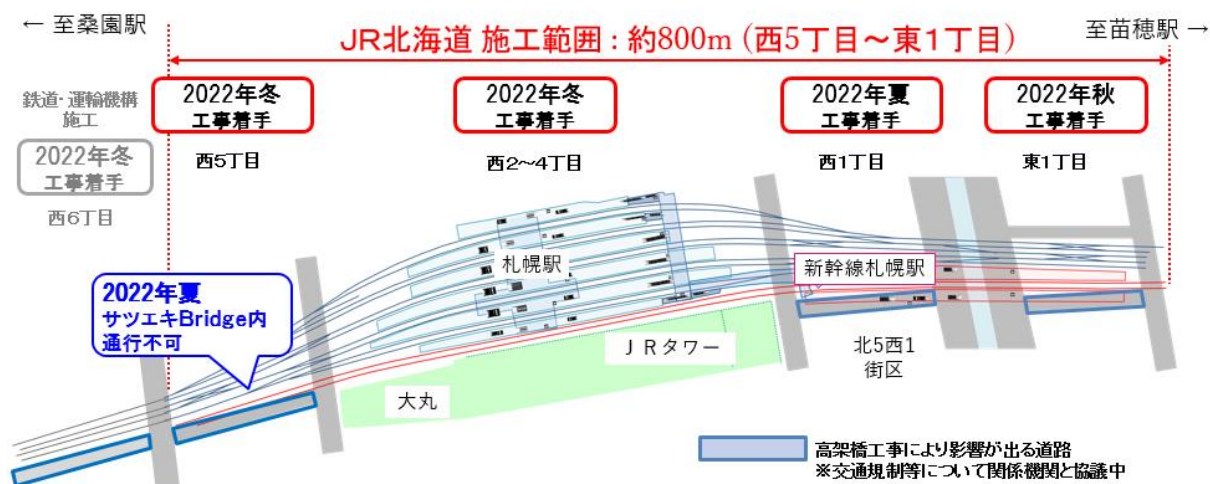 ← 至桑園駅
至苗穂駅 →
JR北海道 施工範囲：約800m (西5丁目～東1丁目)
鉄道・運輸機構
施工
2022年冬
工事着手
西6丁目
2022年冬
工事着手
西5丁目
2022年冬
工事着手
西2～4丁目
2022年夏
工事着手
西1丁目
2022年秋
工事着手
東1丁目
札幌駅
新幹線札幌駅
2022年夏
サツエキBridge内
通行不可
ＪＲタワー
大丸
北5西1
街区
高架橋工事により影響が出る道路
※交通規制等について関係機関と協議中